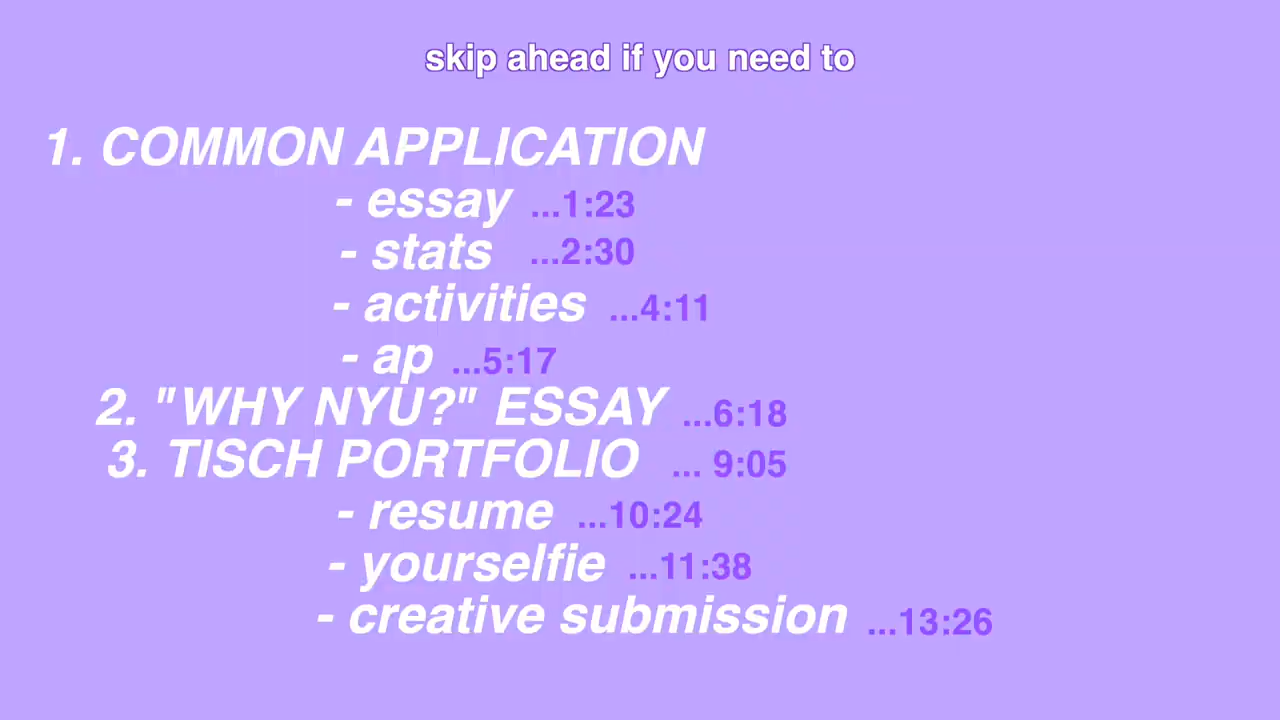 skip ahead if you need to
1. COMMON APPLICATION
- essay ...1:23
- stats ...2:30
- activities ...4:11
- ap ...5:17
2. "WHY NYU?" ESSAY ...6:18
3. TISCH PORTFOLIO ... 9:05
- resume ...10:24
- yourselfie ...11:38
- creative submission ...13:26